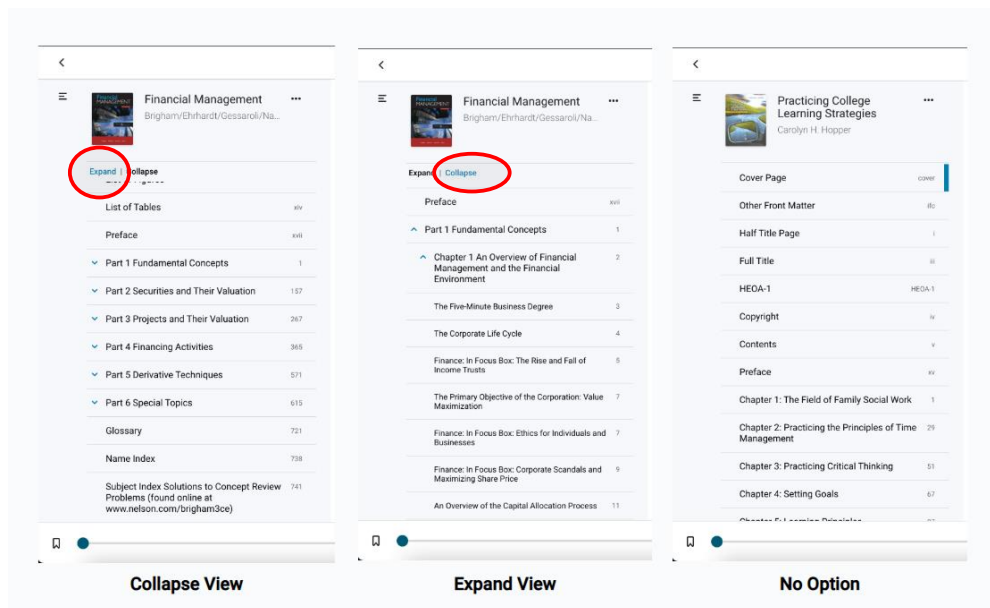 Financial Management
Brigham/Ehrhardt/Gessaroli/Na...
Expand | Collapse
List of Tables xiv
Preface xvii
Part 1 Fundamental Concepts 1
Part 2 Securities and Their Valuation 157
Part 3 Projects and Their Valuation 267
Part 4 Financing Activities 365
Part 5 Derivative Techniques 571
Part 6 Special Topics 615
Glossary 721
Name Index 738
Subject Index Solutions to Concept Review 741
Problems (found online at
www.nelson.com/brigham3ce)
Collapse View
Financial Management
Brigham/Ehrhardt/Gessaroli/Na...
Expand | Collapse
Preface xvii
Part 1 Fundamental Concepts 1
Chapter 1 An Overview of Financial 2
Management and the Financial
Environment
The Five-Minute Business Degree 3
The Corporate Life Cycle 4
Finance: In Focus Box: The Rise and Fall of 5
Income Trusts
The Primary Objective of the Corporation: Value 7
Maximization
Finance: In Focus Box: Ethics for Individuals and 7
Businesses
Finance: In Focus Box: Corporate Scandals and 9
Maximizing Share Price
An Overview of the Capital Allocation Process 11
Expand View
Practicing College
Learning Strategies
Carolyn H. Hopper
Cover Page cover
Other Front Matter ifc
Half Title Page i
Full Title iii
HEOA-1 HEOA-1
Copyright iv
Contents v
Preface xv
Chapter 1: The Field of Family Social Work 1
Chapter 2: Practicing the Principles of Time 29
Management
Chapter 3: Practicing Critical Thinking 51
Chapter 4: Setting Goals 67
No Option